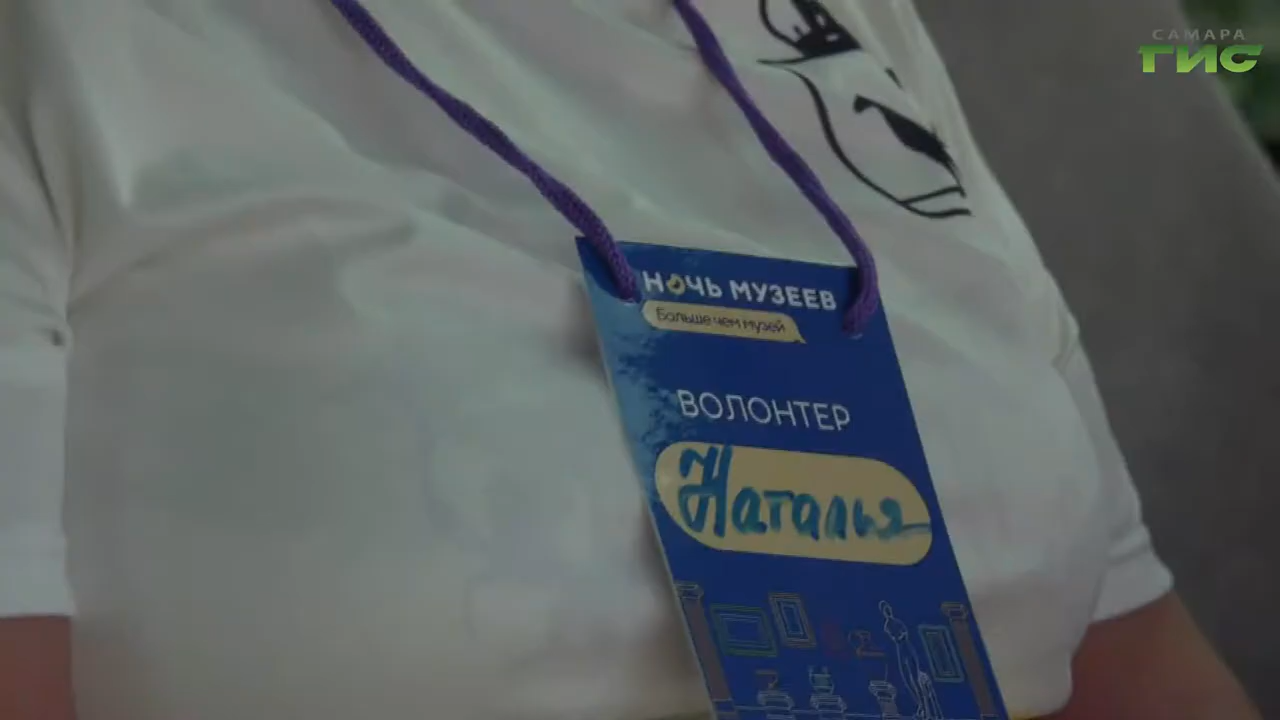 САМАРА
ГИС
НОЧЬ МУЗЕЕВ
Больше чем музей
ВОЛОНТЕР
Наталья